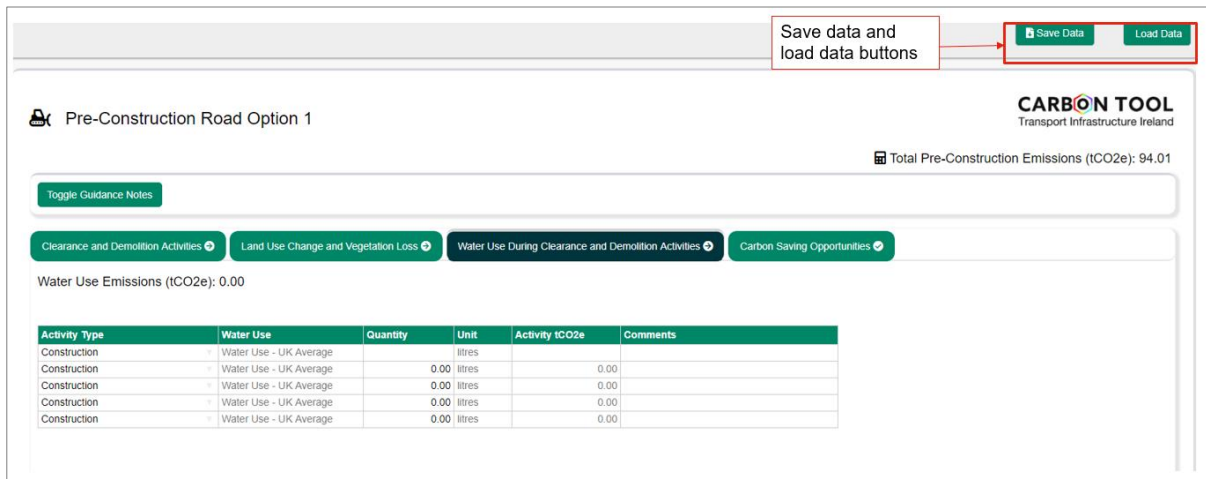 Save data and
load data buttons
Save Data
Load Data
Pre-Construction Road Option 1
CARBON TOOL
Transport Infrastructure Ireland
Total Pre-Construction Emissions (tCO2e): 94.01
Toggle Guidance Notes
Clearance and Demolition Activities
Land Use Change and Vegetation Loss
Water Use During Clearance and Demolition Activities
Carbon Saving Opportunities
Water Use Emissions (tCO2e): 0.00
Activity Type Water Use Quantity Unit Activity tCO2e Comments
Construction Water Use - UK Average litres
Construction Water Use - UK Average 0.00 litres 0.00
Construction Water Use - UK Average 0.00 litres 0.00
Construction Water Use - UK Average 0.00 litres 0.00
Construction Water Use - UK Average 0.00 litres 0.00